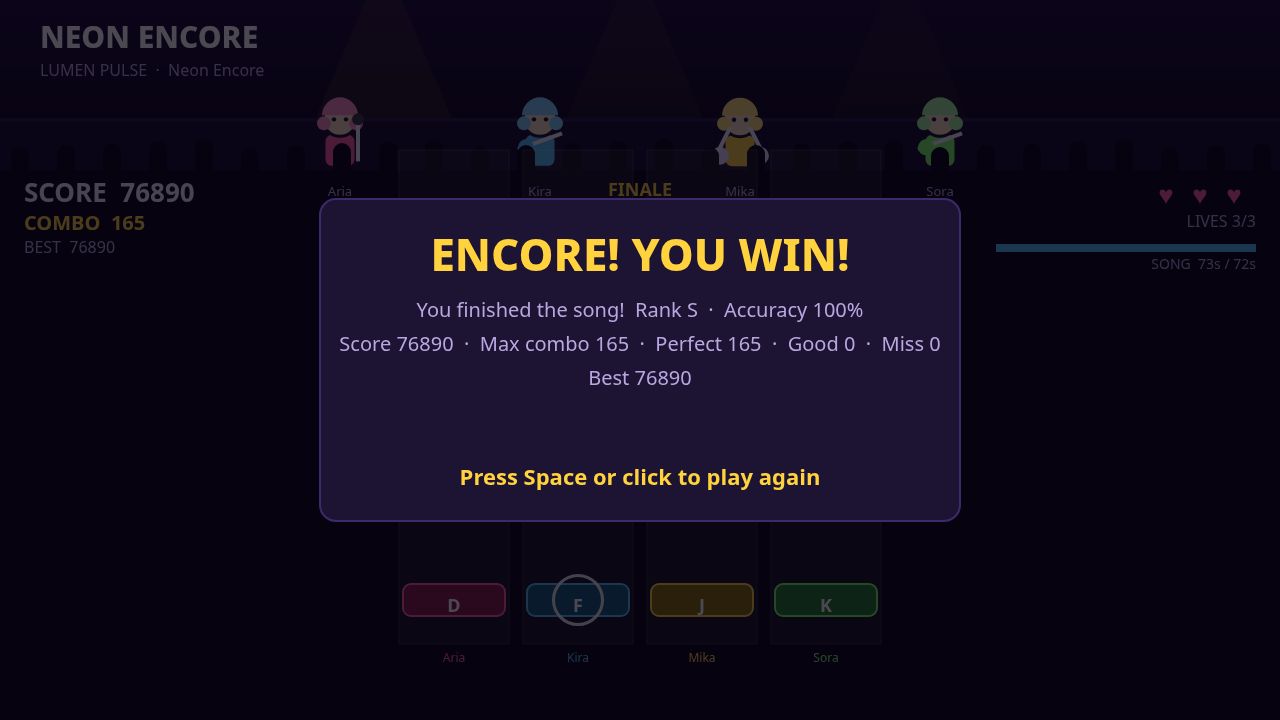 NEON ENCORE
LUMEN PULSE · Neon Encore
SCORE 76890
COMBO 165
BEST 76890
Aria
Kira
FINALE
Mika
Sora
♥ ♥ ♥
LIVES 3/3
SONG 73s / 72s
ENCORE! YOU WIN!
You finished the song! Rank S · Accuracy 100%
Score 76890 · Max combo 165 · Perfect 165 · Good 0 · Miss 0
Best 76890
Press Space or click to play again
D
F
J
K
Aria
Kira
Mika
Sora